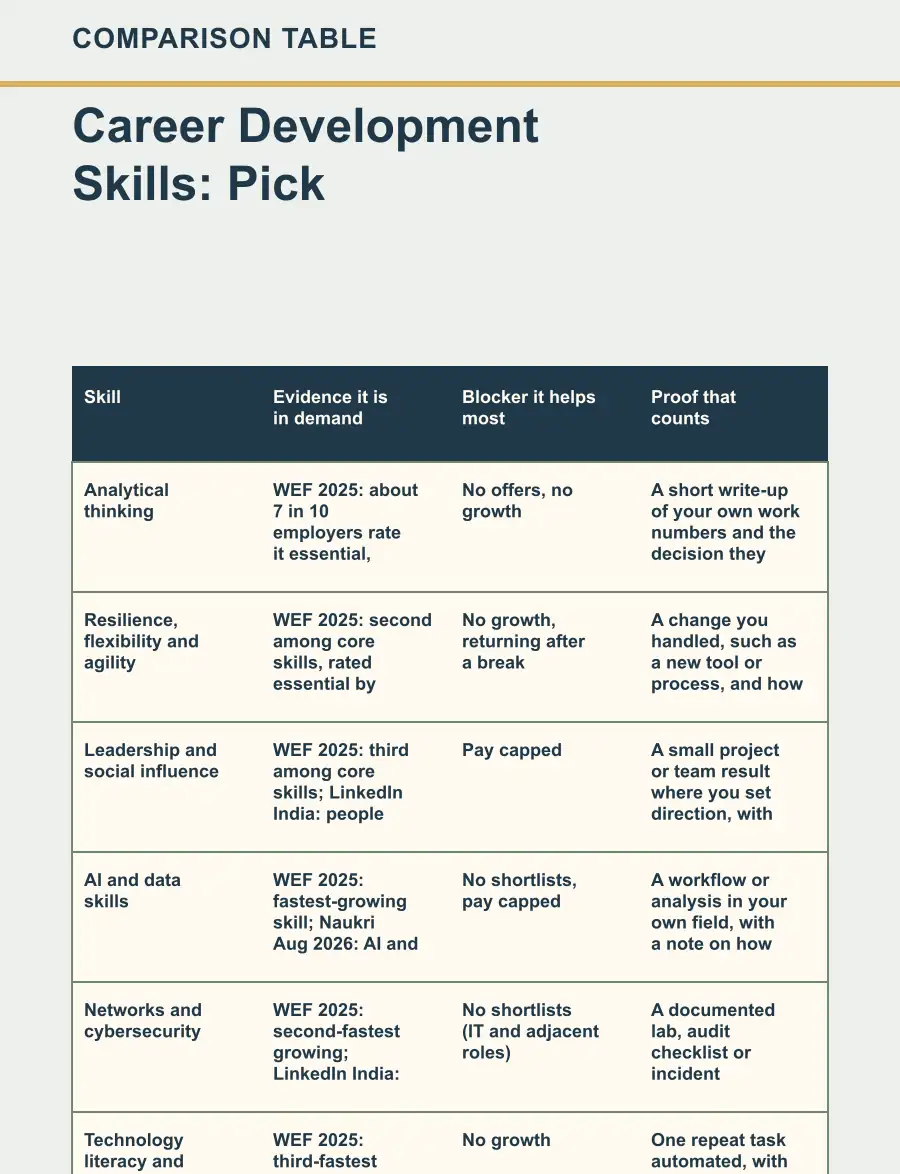 COMPARISON TABLE
Career Development
Skills: Pick
Skill
Evidence it is
in demand
Blocker it helps
most
Proof that
counts
Analytical
thinking
WEF 2025: about
7 in 10
employers rate
it essential,
No offers, no
growth
A short write-up
of your own work
numbers and the
decision they
Resilience,
flexibility and
agility
WEF 2025: second
among core
skills, rated
essential by
No growth,
returning after
a break
A change you
handled, such as
a new tool or
process, and how
Leadership and
social influence
WEF 2025: third
among core
skills; LinkedIn
India: people
Pay capped
A small project
or team result
where you set
direction, with
AI and data
skills
WEF 2025:
fastest-growing
skill; Naukri
Aug 2026: AI and
No shortlists,
pay capped
A workflow or
analysis in your
own field, with
a note on how
Networks and
cybersecurity
WEF 2025:
second-fastest
growing;
LinkedIn India:
No shortlists
(IT and adjacent
roles)
A documented
lab, audit
checklist or
incident
Technology
literacy and
WEF 2025:
third-fastest
No growth
One repeat task
automated, with